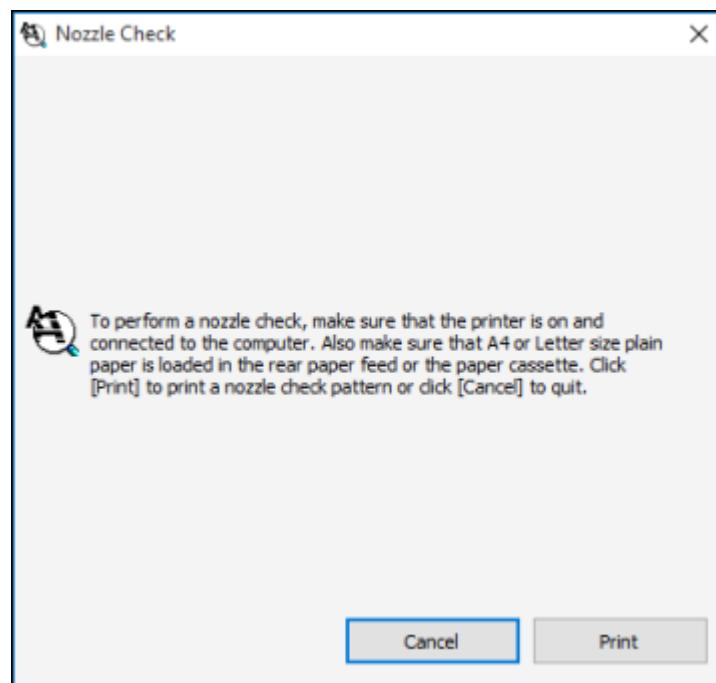 Nozzle Check
To perform a nozzle check, make sure that the printer is on and
connected to the computer. Also make sure that A4 or Letter size plain
paper is loaded in the rear paper feed or the paper cassette. Click
[Print] to print a nozzle check pattern or click [Cancel] to quit.
Cancel
Print